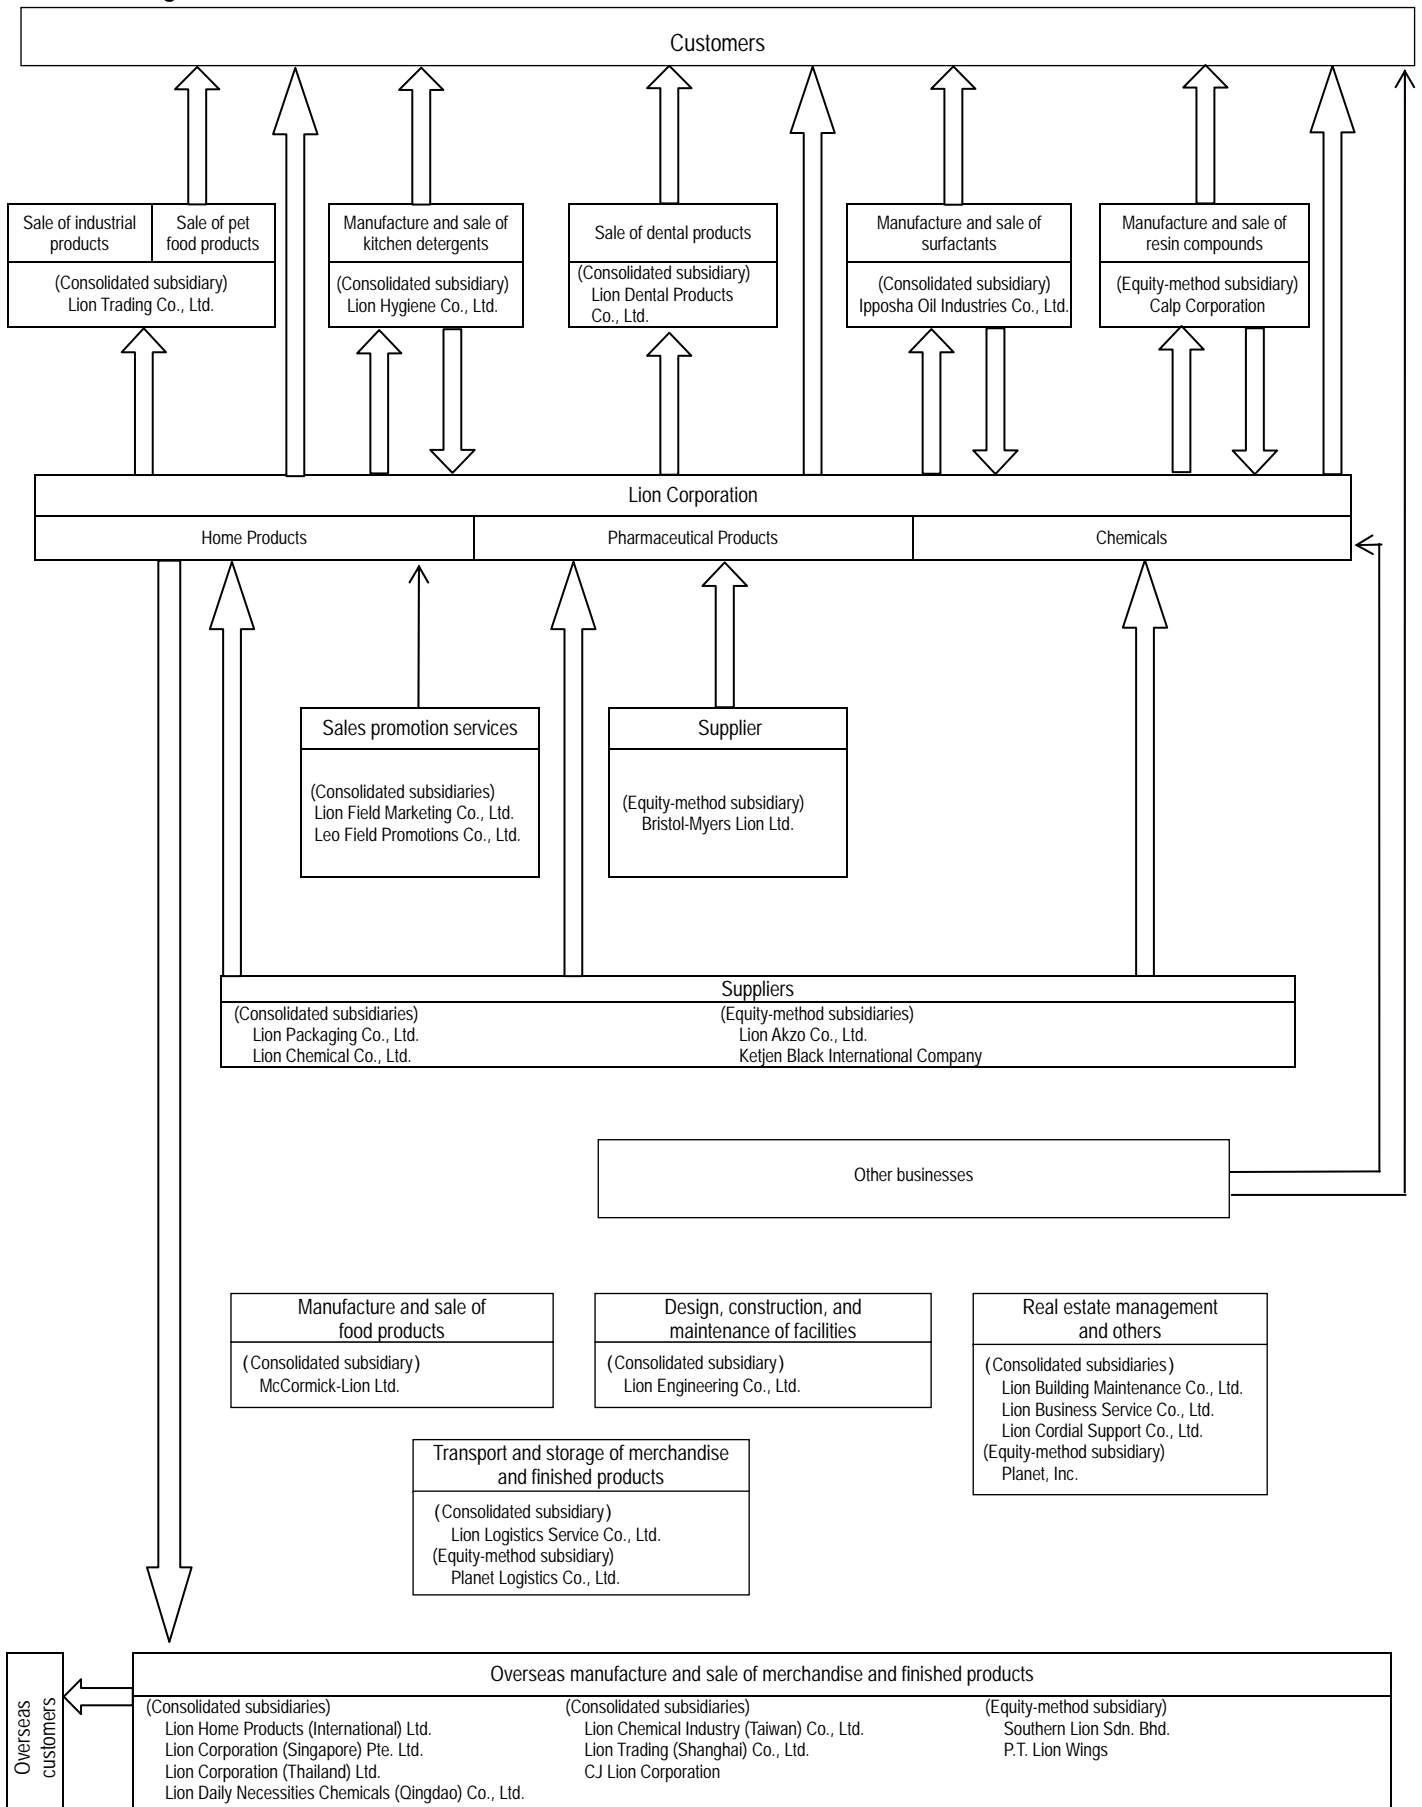 Customers
Sale of industrial
products
Sale of pet
food products
(Consolidated subsidiary)
Lion Trading Co., Ltd.
Manufacture and sale of
kitchen detergents
(Consolidated subsidiary)
Lion Hygiene Co., Ltd.
Sale of dental products
(Consolidated subsidiary)
Lion Dental Products
Co., Ltd.
Manufacture and sale of
surfactants
(Consolidated subsidiary)
Ipposha Oil Industries Co., Ltd.
Manufacture and sale of
resin compounds
(Equity-method subsidiary)
Calp Corporation
Lion Corporation
Home Products
Pharmaceutical Products
Chemicals
Sales promotion services
(Consolidated subsidiaries)
Lion Field Marketing Co., Ltd.
Leo Field Promotions Co., Ltd.
Supplier
(Equity-method subsidiary)
Bristol-Myers Lion Ltd.
Suppliers
(Consolidated subsidiaries)
Lion Packaging Co., Ltd.
Lion Chemical Co., Ltd.
(Equity-method subsidiaries)
Lion Akzo Co., Ltd.
Ketjen Black International Company
Other businesses
Manufacture and sale of
food products
(Consolidated subsidiary)
McCormick-Lion Ltd.
Design, construction, and
maintenance of facilities
(Consolidated subsidiary)
Lion Engineering Co., Ltd.
Real estate management
and others
(Consolidated subsidiaries)
Lion Building Maintenance Co., Ltd.
Lion Business Service Co., Ltd.
Lion Cordial Support Co., Ltd.
(Equity-method subsidiary)
Planet, Inc.
Transport and storage of merchandise
and finished products
(Consolidated subsidiary)
Lion Logistics Service Co., Ltd.
(Equity-method subsidiary)
Planet Logistics Co., Ltd.
Overseas
customers
Overseas manufacture and sale of merchandise and finished products
(Consolidated subsidiaries)
Lion Home Products (International) Ltd.
Lion Corporation (Singapore) Pte. Ltd.
Lion Corporation (Thailand) Ltd.
Lion Daily Necessities Chemicals (Qingdao) Co., Ltd.
(Consolidated subsidiaries)
Lion Chemical Industry (Taiwan) Co., Ltd.
Lion Trading (Shanghai) Co., Ltd.
CJ Lion Corporation
(Equity-method subsidiary)
Southern Lion Sdn. Bhd.
P.T. Lion Wings